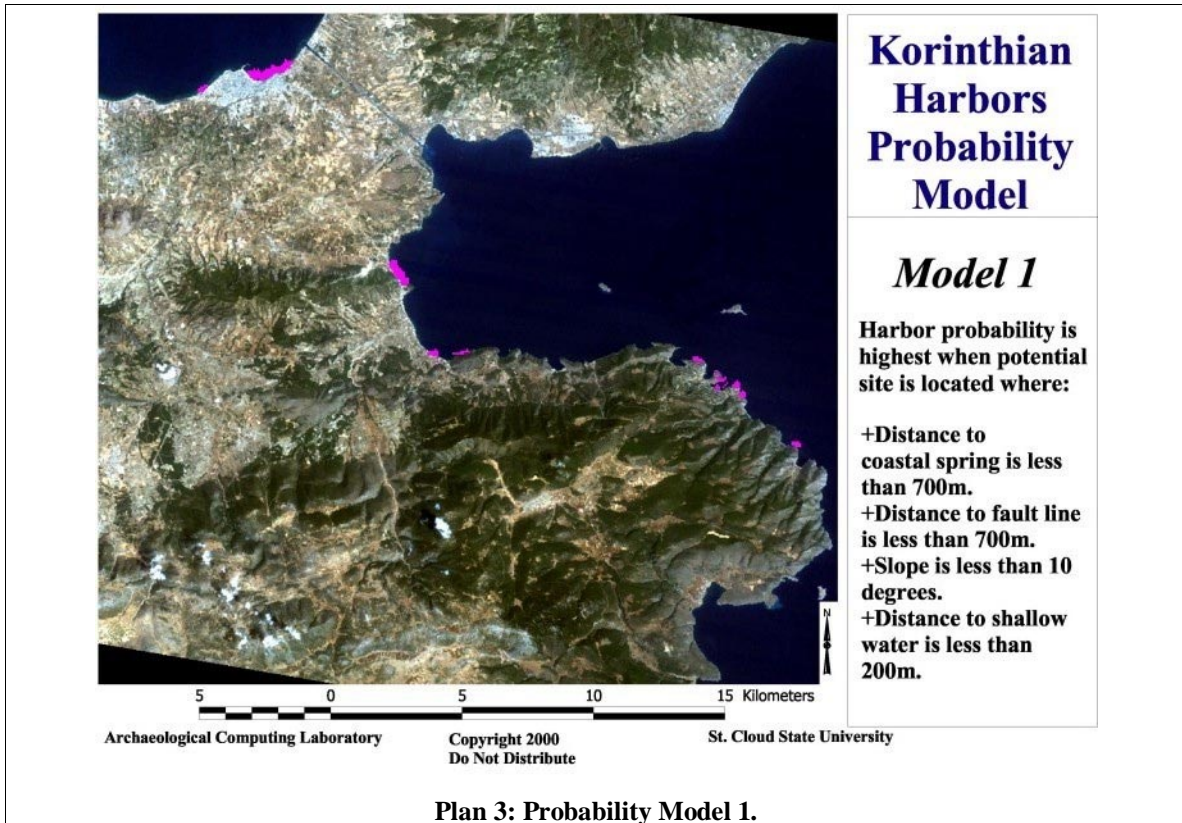 Korinthian
Harbors
Probability
Model
Model 1
Harbor probability is
highest when potential
site is located where:
+Distance to
coastal spring is less
than 700m.
+Distance to fault line
is less than 700m.
+Slope is less than 10
degrees.
+Distance to shallow
water is less than
200m.
N
5 0 5 10 15 Kilometers
Archaeological Computing Laboratory
Copyright 2000
Do Not Distribute
St. Cloud State University
Plan 3: Probability Model 1.